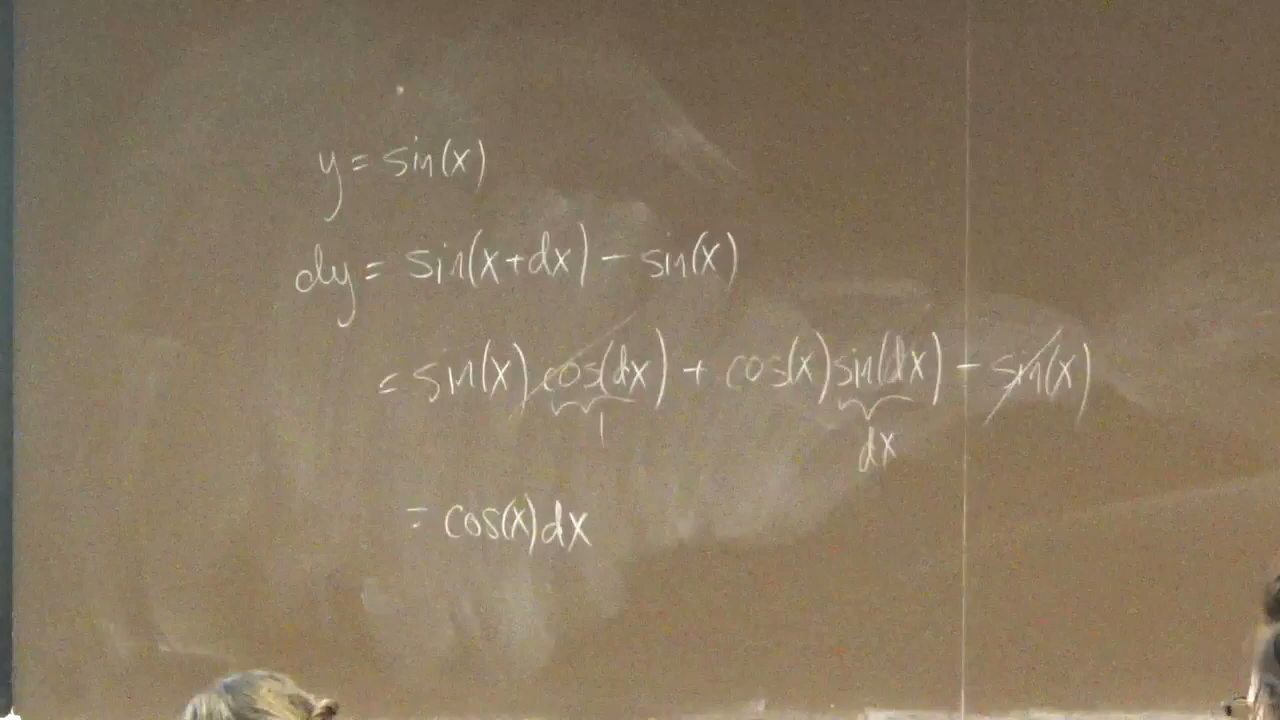 y = sin(x)
dy = sin(x+dx) - sin(x)
= sin(x) cos(dx) + cos(x) sin(dx) - sin(x)
1
dx
= cos(x) dx